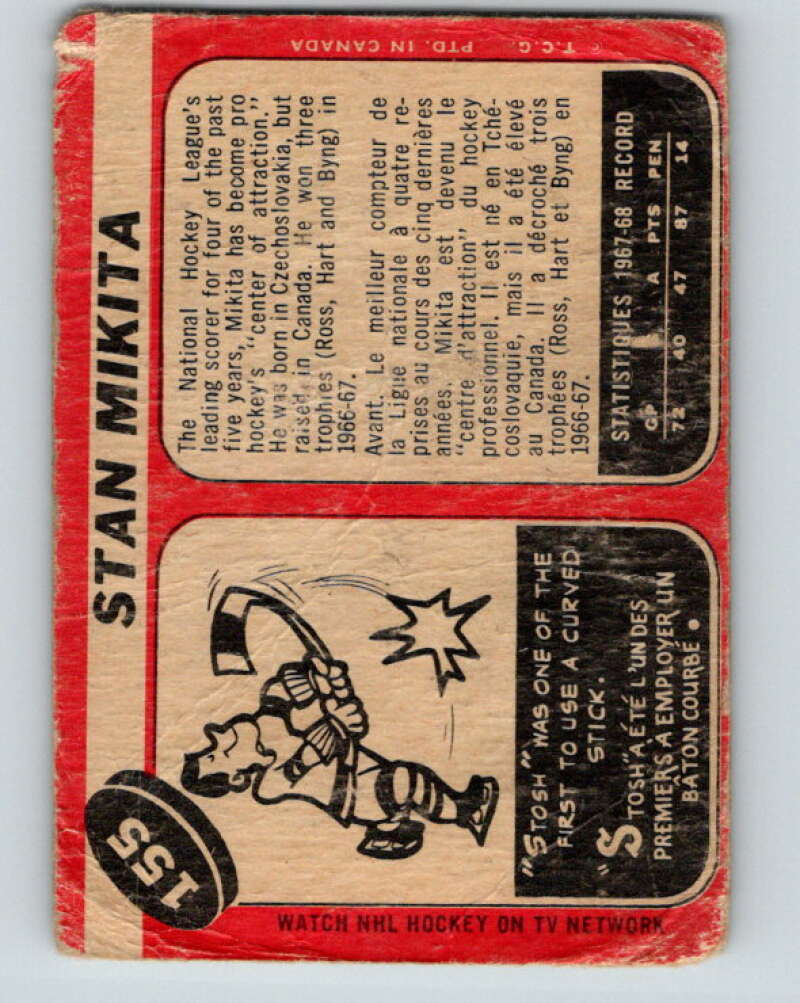 155
STAN MIKITA
"STOSH" WAS ONE OF THE
FIRST TO USE A CURVED
STICK.
"STOSH" A ÉTÉ L'UN DES
PREMIERS À EMPLOYER UN
BÂTON COURBÉ.
The National Hockey League's
leading scorer for four of the past
five years, Mikita has become pro
hockey's "center of attraction."
He was born in Czechoslovakia, but
raised in Canada. He won three
trophies (Ross, Hart and Byng) in
1966-67.
Avant. Le meilleur compteur de
la Ligue nationale à quatre re-
prises au cours des cinq dernières
années. Mikita est devenu le
"centre d'attraction" du hockey
professionnel. Il est né en Tché-
coslovaquie, mais il a été élevé
au Canada. Il a décroché trois
trophées (Ross, Hart et Byng) en
1966-67.
STATISTIQUES 1967-68 RECORD
GP A PTS PEN
72 40 47 87 14
WATCH NHL HOCKEY ON TV NETWORK
© T.C.G. PTD. IN CANADA